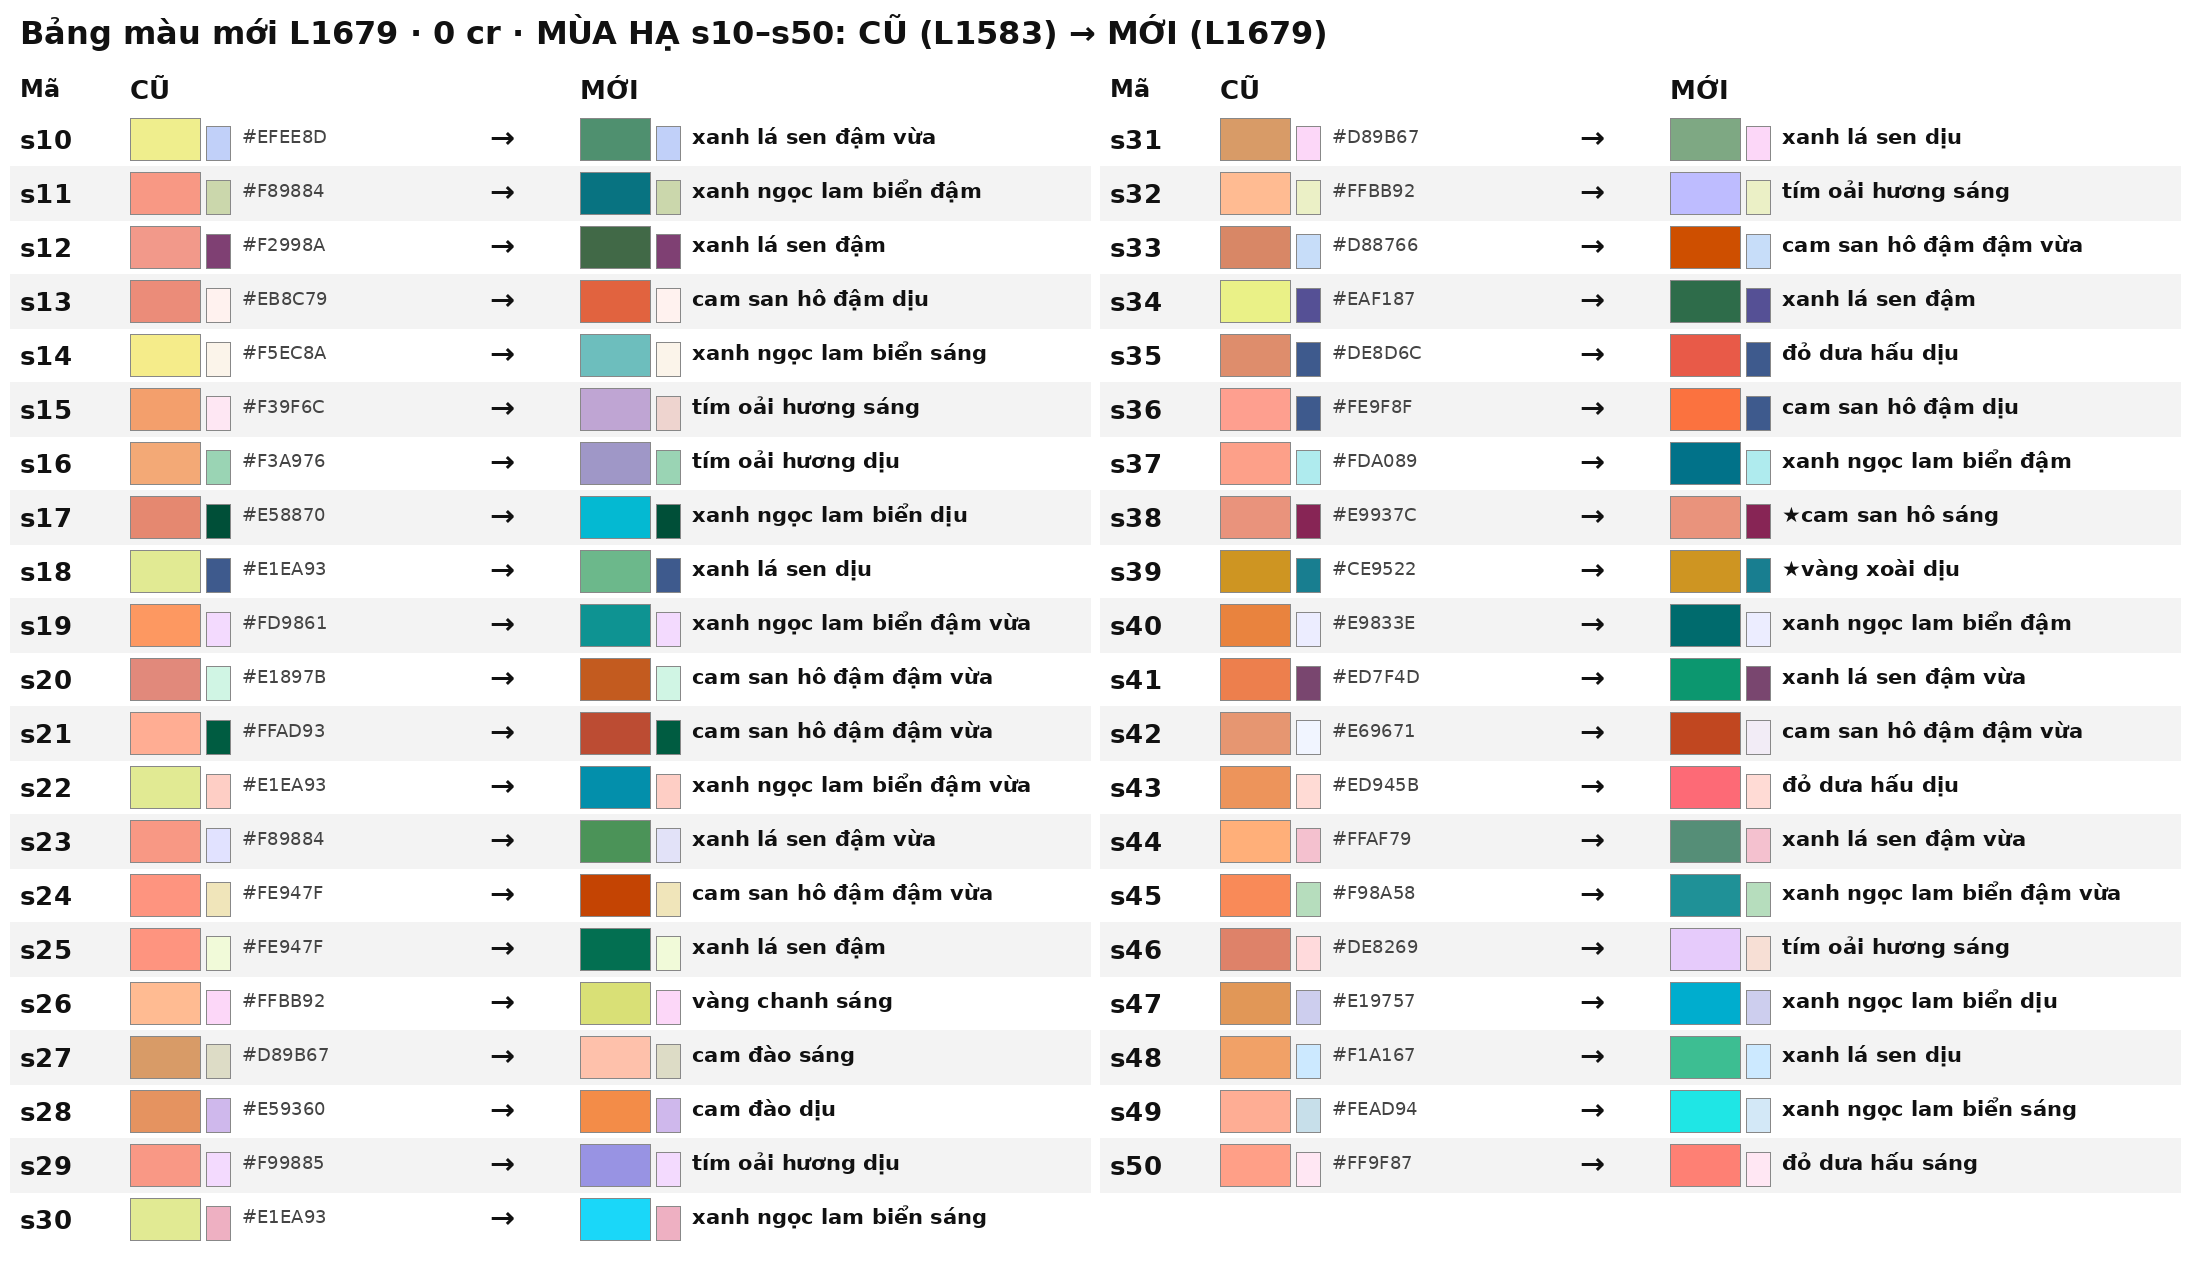 Bảng màu mới L1679 · 0 cr · MÙA HẠ s10–s50: CŨ (L1583) → MỚI (L1679)
Mã CŨ MỚI
s10 #EFEE8D → xanh lá sen đậm vừa
s11 #F89884 → xanh ngọc lam biển đậm
s12 #F2998A → xanh lá sen đậm
s13 #EB8C79 → cam san hô đậm dịu
s14 #F5EC8A → xanh ngọc lam biển sáng
s15 #F39F6C → tím oải hương sáng
s16 #F3A976 → tím oải hương dịu
s17 #E58870 → xanh ngọc lam biển dịu
s18 #E1EA93 → xanh lá sen dịu
s19 #FD9861 → xanh ngọc lam biển đậm vừa
s20 #E1897B → cam san hô đậm đậm vừa
s21 #FFAD93 → cam san hô đậm đậm vừa
s22 #E1EA93 → xanh ngọc lam biển đậm vừa
s23 #F89884 → xanh lá sen đậm vừa
s24 #FE947F → cam san hô đậm đậm vừa
s25 #FE947F → xanh lá sen đậm
s26 #FFBB92 → vàng chanh sáng
s27 #D89B67 → cam đào sáng
s28 #E59360 → cam đào dịu
s29 #F99885 → tím oải hương dịu
s30 #E1EA93 → xanh ngọc lam biển sáng
Mã CŨ MỚI
s31 #D89B67 → xanh lá sen dịu
s32 #FFBB92 → tím oải hương sáng
s33 #D88766 → cam san hô đậm đậm vừa
s34 #EAF187 → xanh lá sen đậm
s35 #DE8D6C → đỏ dưa hấu dịu
s36 #FE9F8F → cam san hô đậm dịu
s37 #FDA089 → xanh ngọc lam biển đậm
s38 #E9937C → ★cam san hô sáng
s39 #CE9522 → ★vàng xoài dịu
s40 #E9833E → xanh ngọc lam biển đậm
s41 #ED7F4D → xanh lá sen đậm vừa
s42 #E69671 → cam san hô đậm đậm vừa
s43 #ED945B → đỏ dưa hấu dịu
s44 #FFAF79 → xanh lá sen đậm vừa
s45 #F98A58 → xanh ngọc lam biển đậm vừa
s46 #DE8269 → tím oải hương sáng
s47 #E19757 → xanh ngọc lam biển dịu
s48 #F1A167 → xanh lá sen dịu
s49 #FEAD94 → xanh ngọc lam biển sáng
s50 #FF9F87 → đỏ dưa hấu sáng